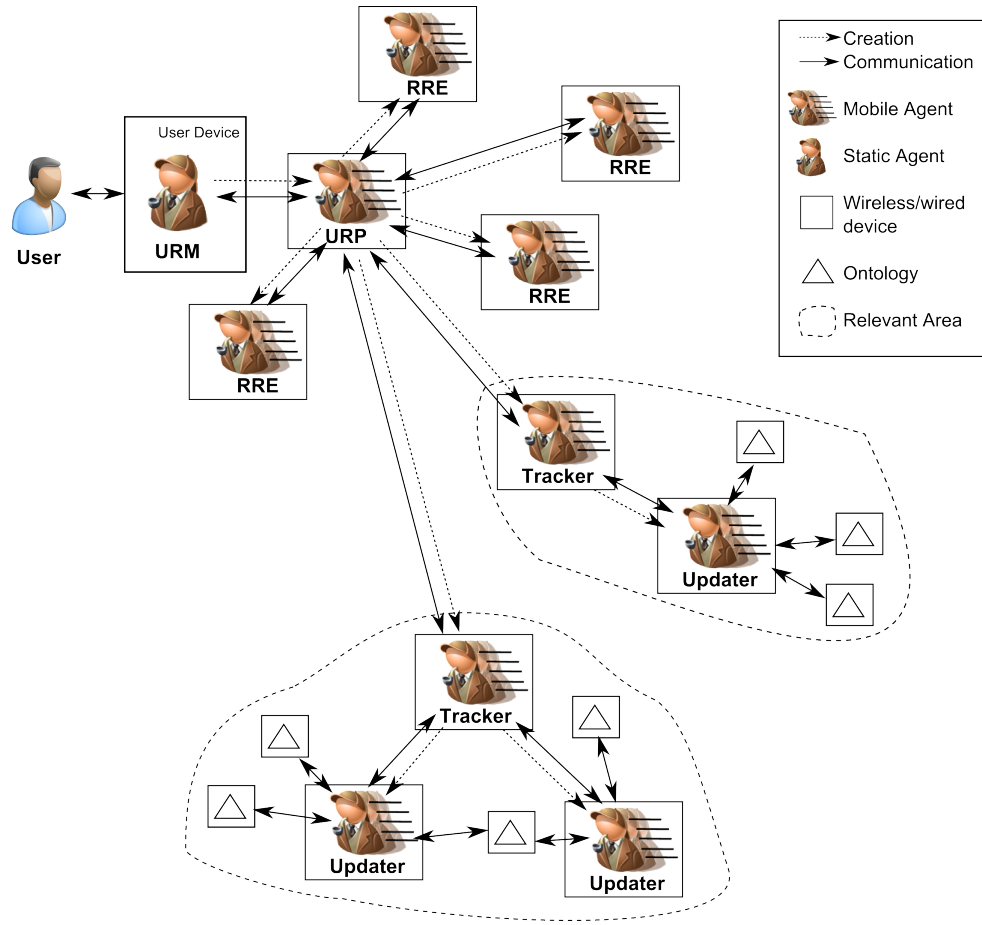 RRE
Creation
Communication
Mobile Agent
Static Agent
Wireless/wired
device
Ontology
Relevant Area
User Device
RRE
User
URM
URP
RRE
RRE
Tracker
Updater
Tracker
Updater
Updater